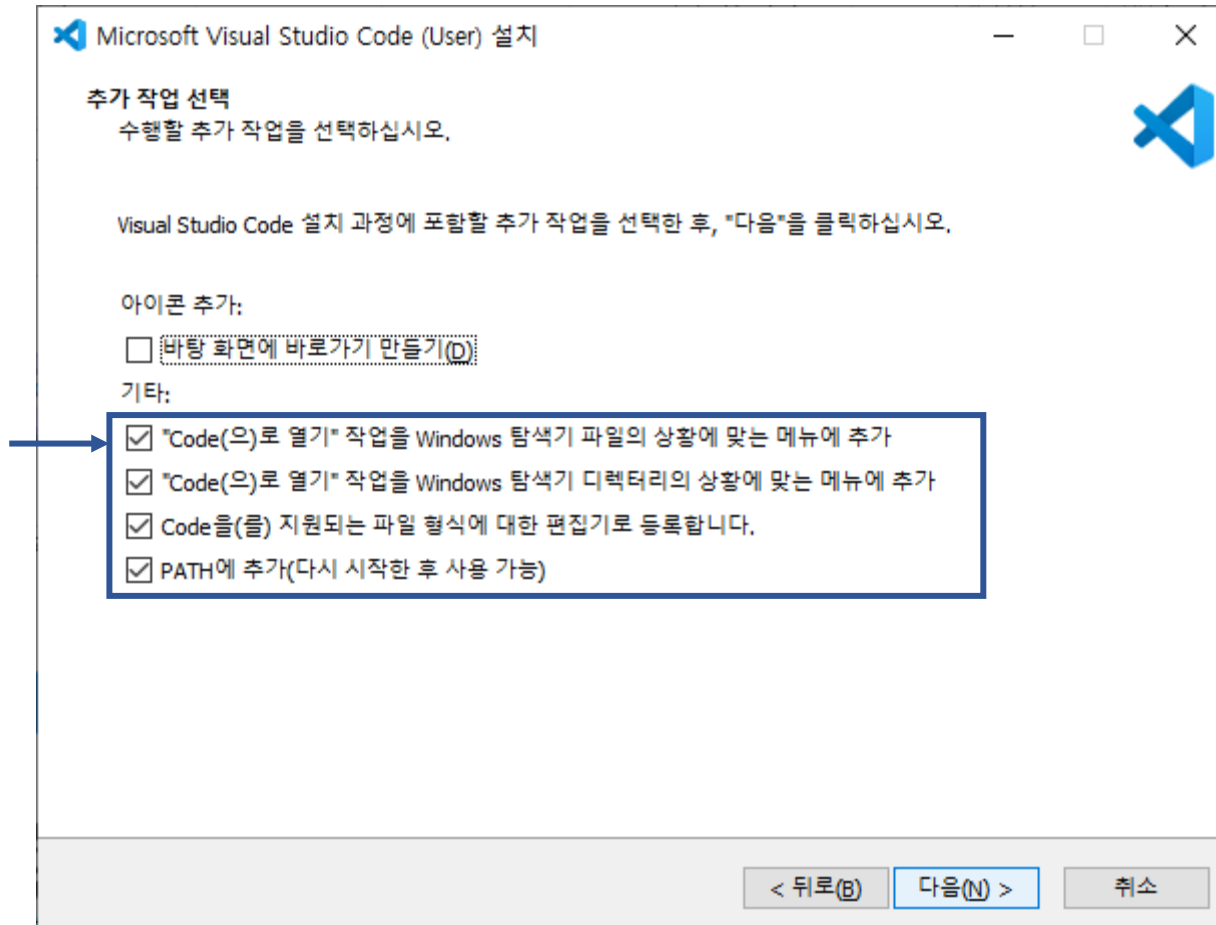 Microsoft Visual Studio Code (User) 설치
추가 작업 선택
수행할 추가 작업을 선택하십시오.
Visual Studio Code 설치 과정에 포함할 추가 작업을 선택한 후, "다음"을 클릭하십시오.
아이콘 추가:
바탕 화면에 바로가기 만들기(D)
기타:
"Code(으)로 열기" 작업을 Windows 탐색기 파일의 상황에 맞는 메뉴에 추가
"Code(으)로 열기" 작업을 Windows 탐색기 디렉터리의 상황에 맞는 메뉴에 추가
Code을(를) 지원되는 파일 형식에 대한 편집기로 등록합니다.
PATH에 추가(다시 시작한 후 사용 가능)
< 뒤로(B) 다음(N) > 취소